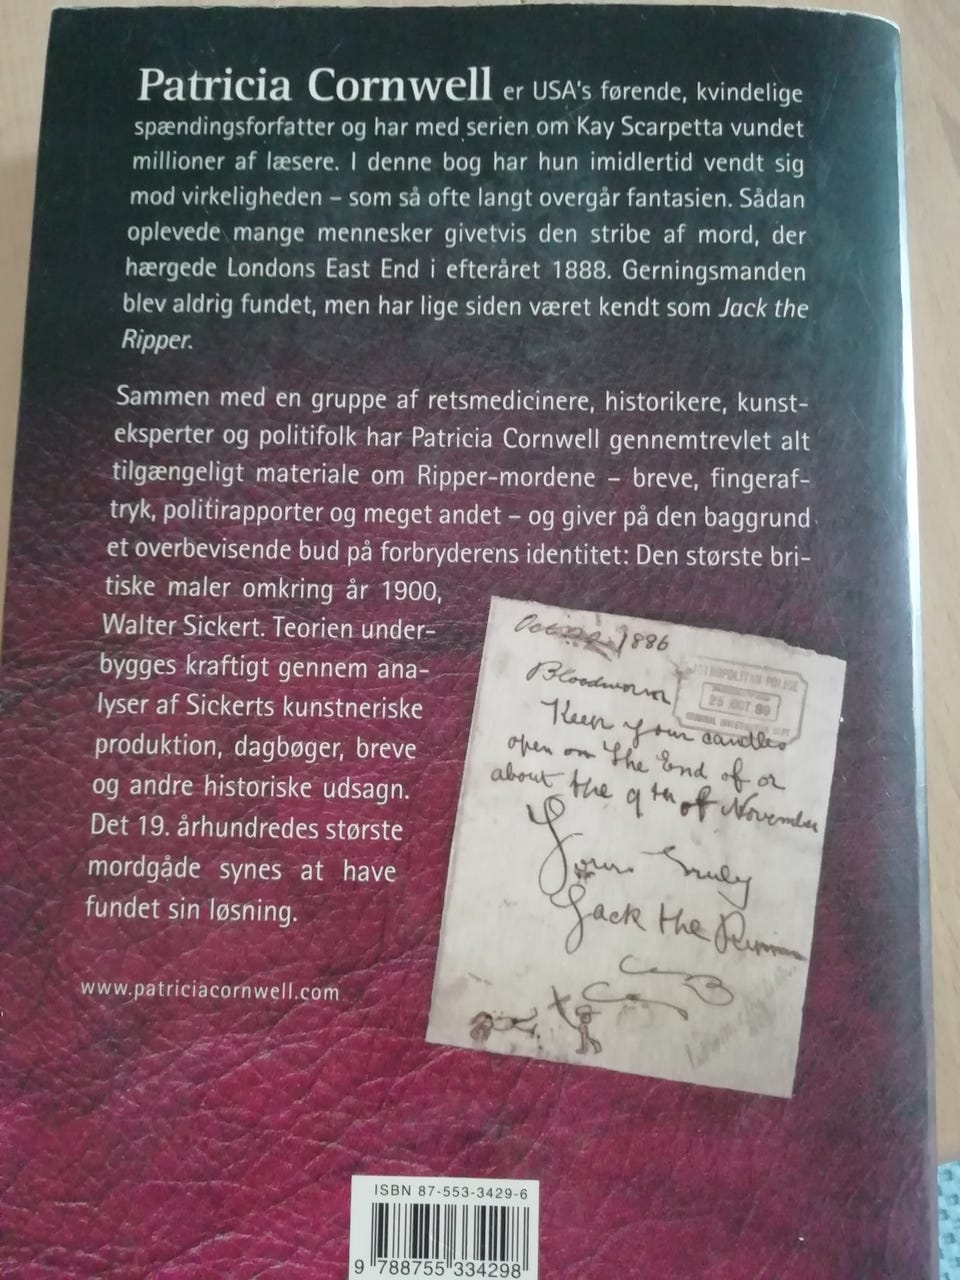 Patricia Cornwell er USA's førende, kvindelige
spændingsforfatter og har med serien om Kay Scarpetta vundet
millioner af læsere. I denne bog har hun imidlertid vendt sig
mod virkeligheden – som så ofte langt overgår fantasien. Sådan
oplevede mange mennesker givetvis den stribe af mord, der
hærgede Londons East End i efteråret 1888. Gerningsmanden
blev aldrig fundet, men har lige siden været kendt som Jack the
Ripper.
Sammen med en gruppe af retsmedicinere, historikere, kunst-
eksperter og politifolk har Patricia Cornwell gennemtrevlet alt
tilgængeligt materiale om Ripper-mordene – breve, fingeraf-
tryk, politirapporter og meget andet – og giver på den baggrund
et overbevisende bud på forbryderens identitet: Den største bri-
tiske maler omkring år 1900,
Walter Sickert. Teorien under-
bygges kraftigt gennem ana-
lyser af Sickerts kunstneriske
produktion, dagbøger, breve
og andre historiske udsagn.
Det 19. århundredes største
mordgåde synes at have
fundet sin løsning.
www.patriciacornwell.com
1886
METROPOLITAN POLICE
25 OCT 89
Keep your candles
open on the End of or
about the 9th of November
Yours truly
Jack the
ISBN 87-553-3429-6
9 788755 334298